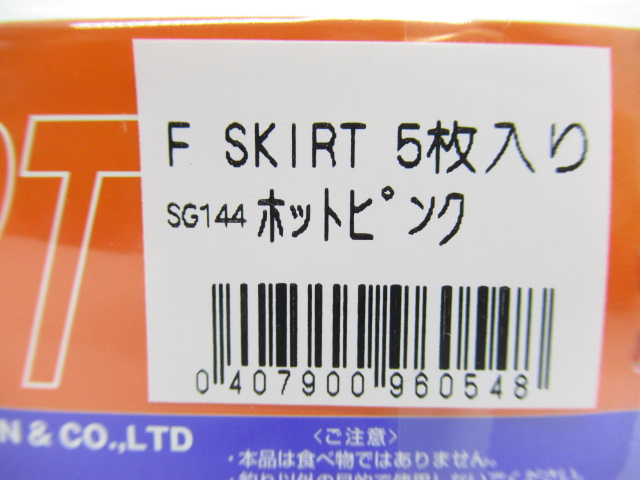 F SKIRT 5枚入り
SG144 ホットピンク
0 407900 960548
N & CO.,LTD
<ご注意>
・本品は食べ物ではありません。